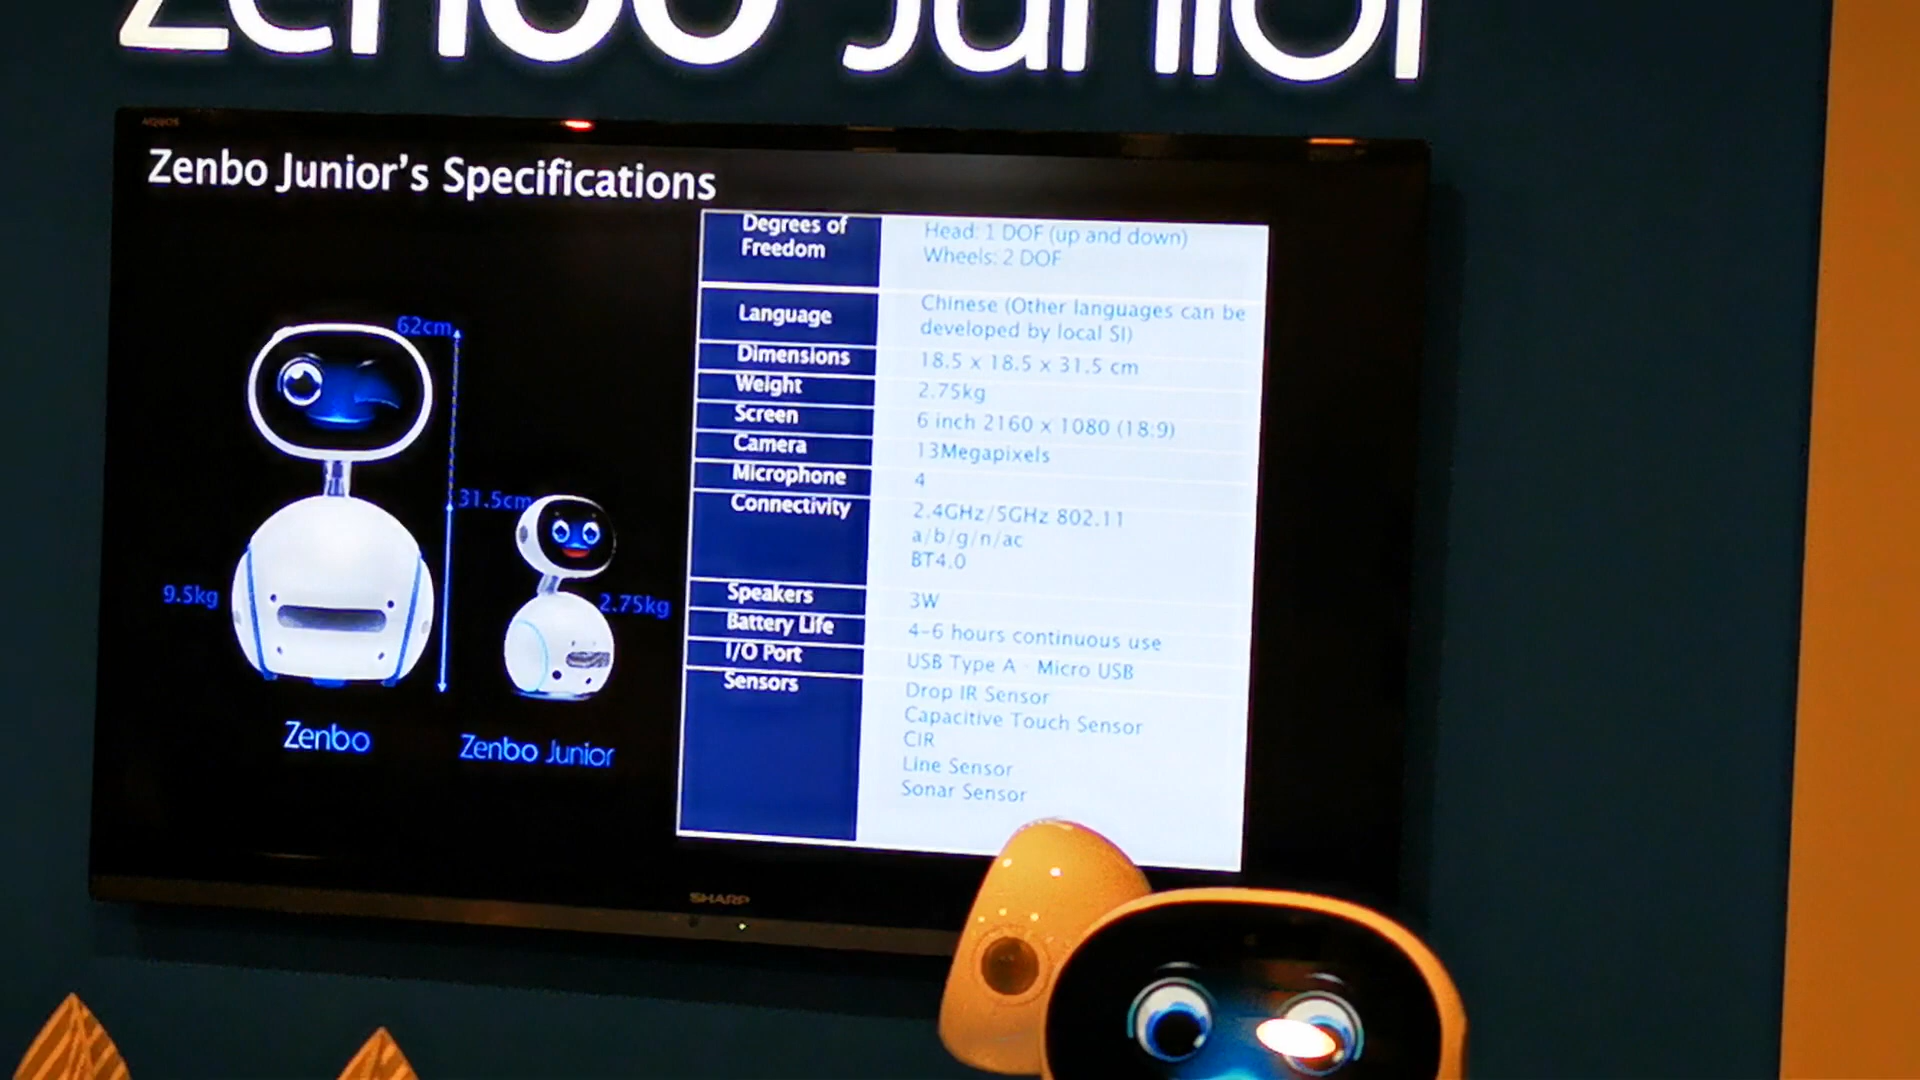 Zenbo Junior
AQUOS
Zenbo Junior's Specifications
62cm
31.5cm
9.5kg
2.75kg
Zenbo
Zenbo Junior
Degrees of
Freedom
Head: 1 DOF (up and down)
Wheels: 2 DOF
Language
Chinese (Other languages can be
developed by local SI)
Dimensions
18.5 x 18.5 x 31.5 cm
Weight
2.75kg
Screen
6 inch 2160 x 1080 (18:9)
Camera
13Megapixels
Microphone
4
Connectivity
2.4GHz/5GHz 802.11
a/b/g/n/ac
BT4.0
Speakers
3W
Battery Life
4-6 hours continuous use
I/O Port
USB Type A - Micro USB
Sensors
Drop IR Sensor
Capacitive Touch Sensor
CIR
Line Sensor
Sonar Sensor
SHARP